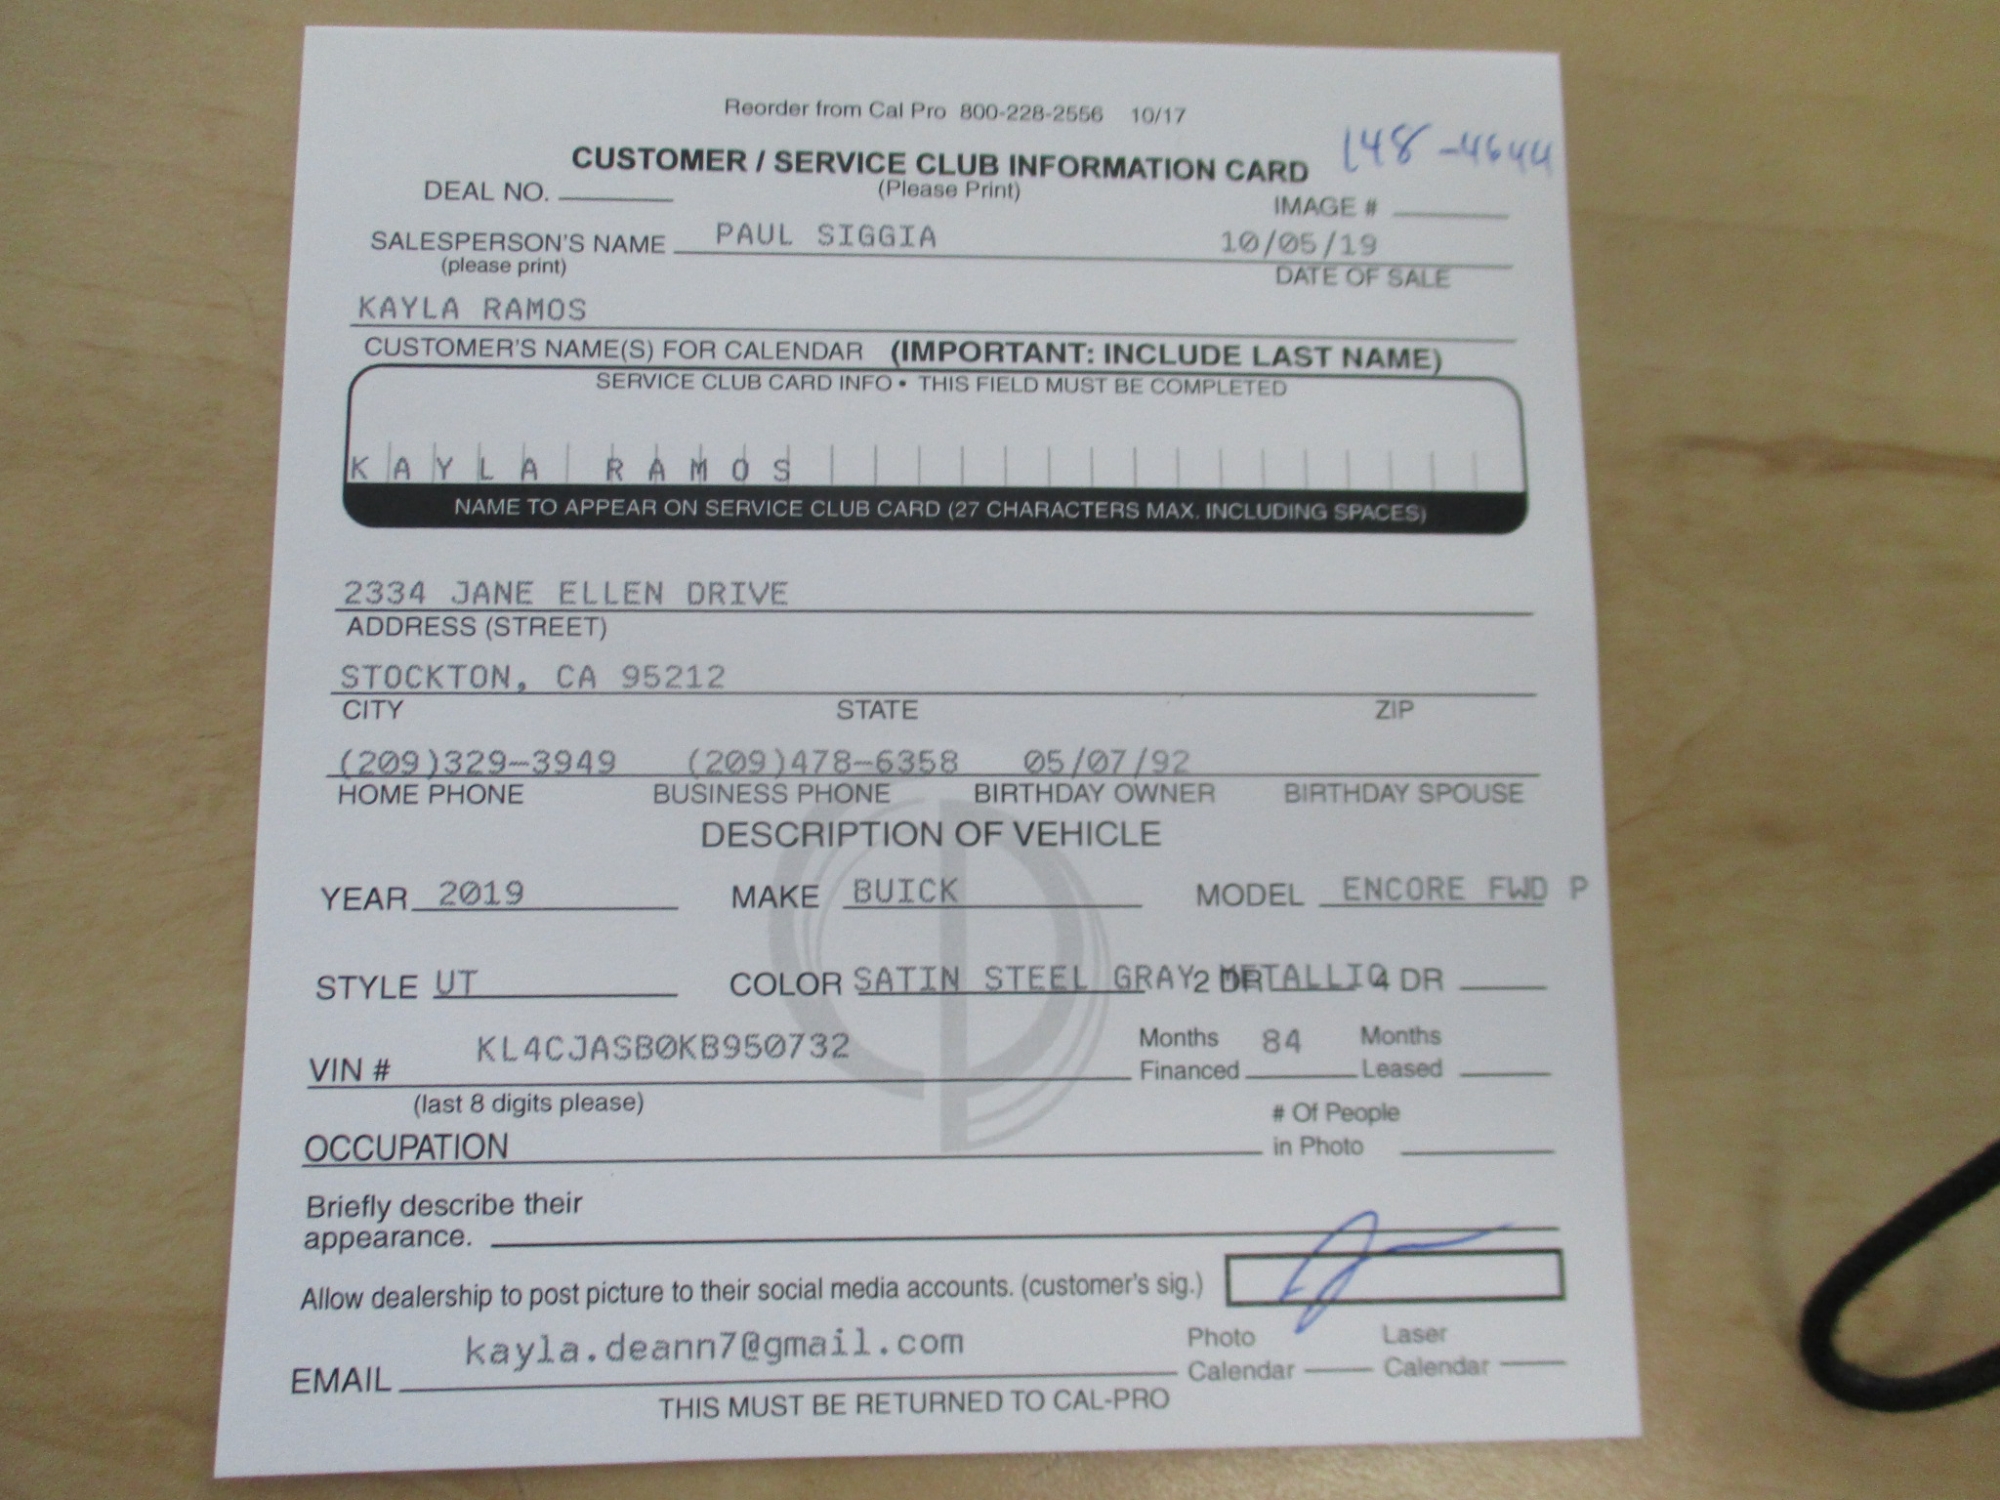 Reorder from Cal Pro 800-228-2556 10/17
148-4644
CUSTOMER / SERVICE CLUB INFORMATION CARD
(Please Print)
DEAL NO.
IMAGE #
SALESPERSON'S NAME PAUL SIGGIA 10/05/19
(please print) DATE OF SALE
KAYLA RAMOS
CUSTOMER'S NAME(S) FOR CALENDAR (IMPORTANT: INCLUDE LAST NAME)
SERVICE CLUB CARD INFO • THIS FIELD MUST BE COMPLETED
KAYLA RAMOS
NAME TO APPEAR ON SERVICE CLUB CARD (27 CHARACTERS MAX. INCLUDING SPACES)
2334 JANE ELLEN DRIVE
ADDRESS (STREET)
STOCKTON, CA 95212
CITY STATE ZIP
(209)329-3949 (209)478-6358 05/07/92
HOME PHONE BUSINESS PHONE BIRTHDAY OWNER BIRTHDAY SPOUSE
DESCRIPTION OF VEHICLE
YEAR 2019 MAKE BUICK MODEL ENCORE FWD P
STYLE UT COLOR SATIN STEEL GRAY METALLIC 2 DR 4 DR
VIN # KL4CJASB0KB950732 Months Financed 84 Months Leased
(last 8 digits please)
OCCUPATION # Of People in Photo
Briefly describe their
appearance.
Allow dealership to post picture to their social media accounts. (customer's sig.)
EMAIL kayla.deann7@gmail.com Photo Calendar Laser Calendar
THIS MUST BE RETURNED TO CAL-PRO